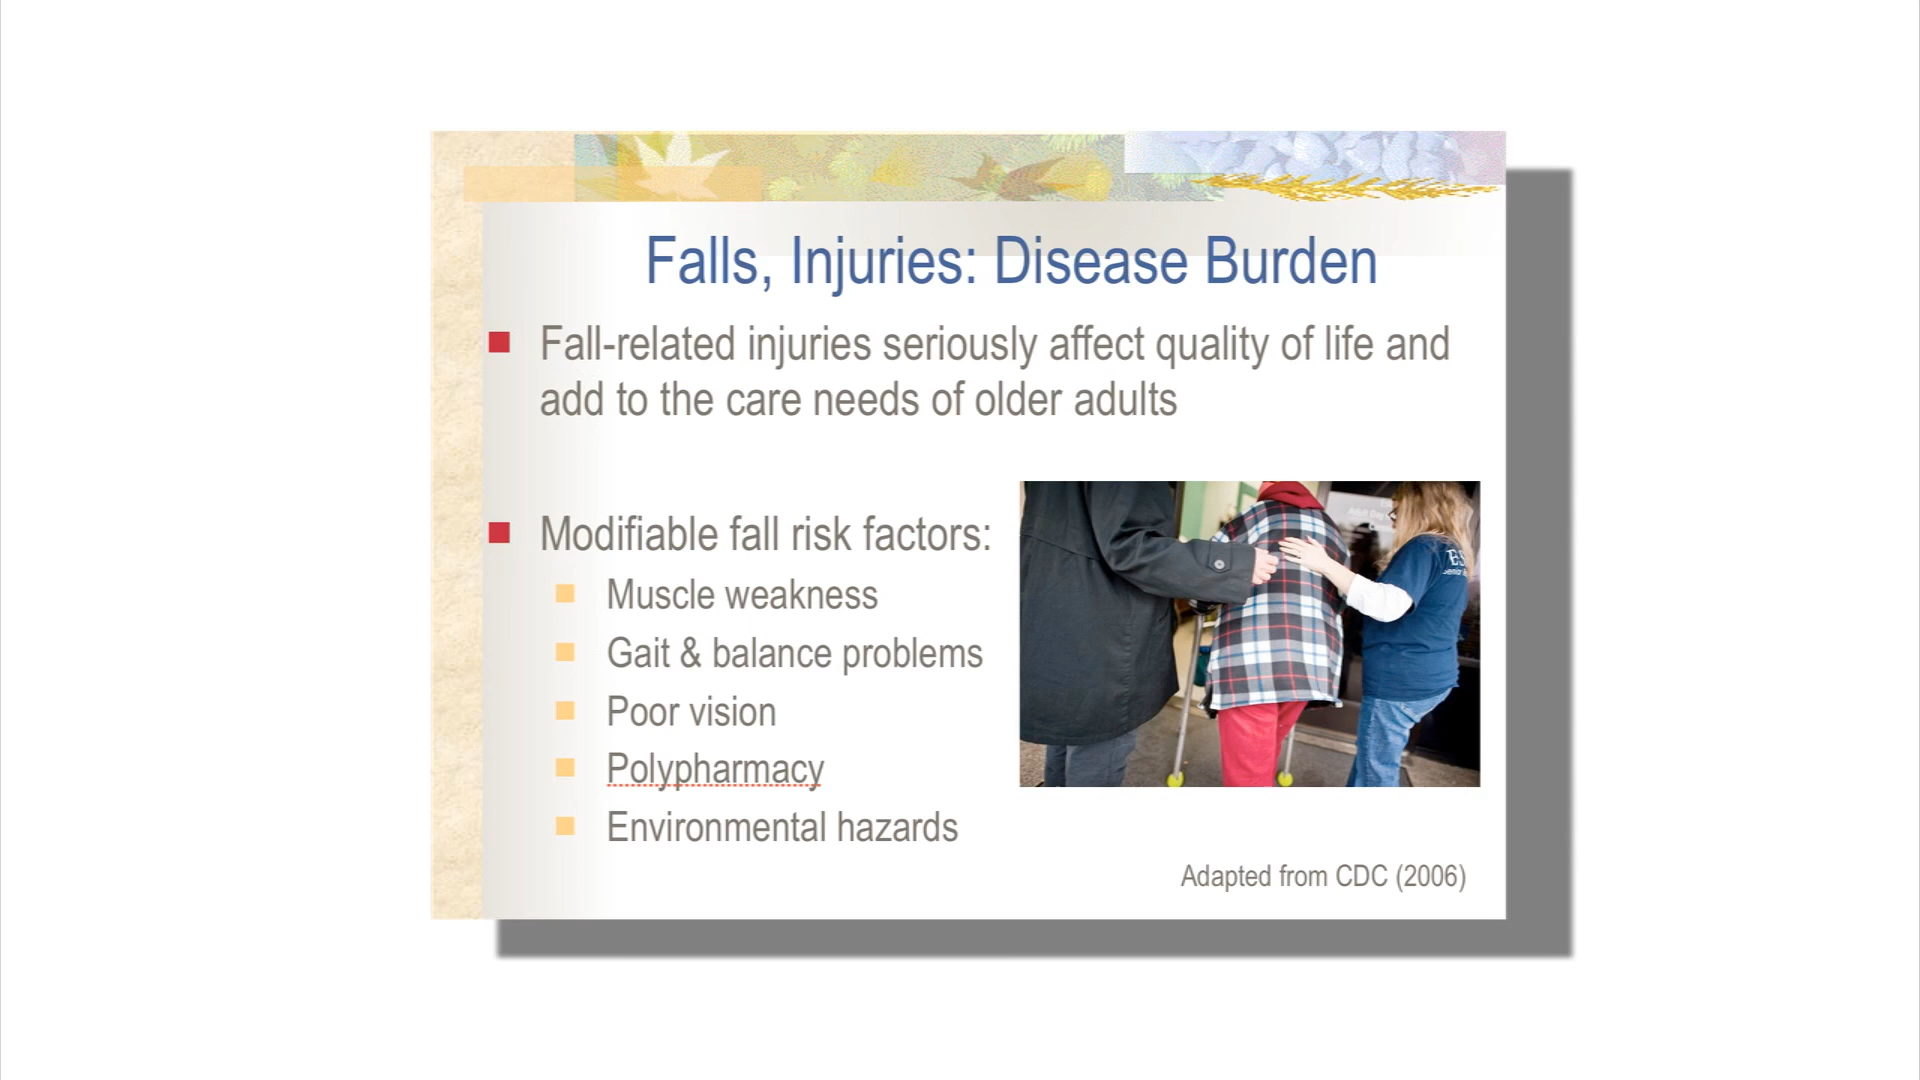 Falls, Injuries: Disease Burden
Fall-related injuries seriously affect quality of life and
add to the care needs of older adults
Modifiable fall risk factors:
Muscle weakness
Gait & balance problems
Poor vision
Polypharmacy
Environmental hazards
Adapted from CDC (2006)